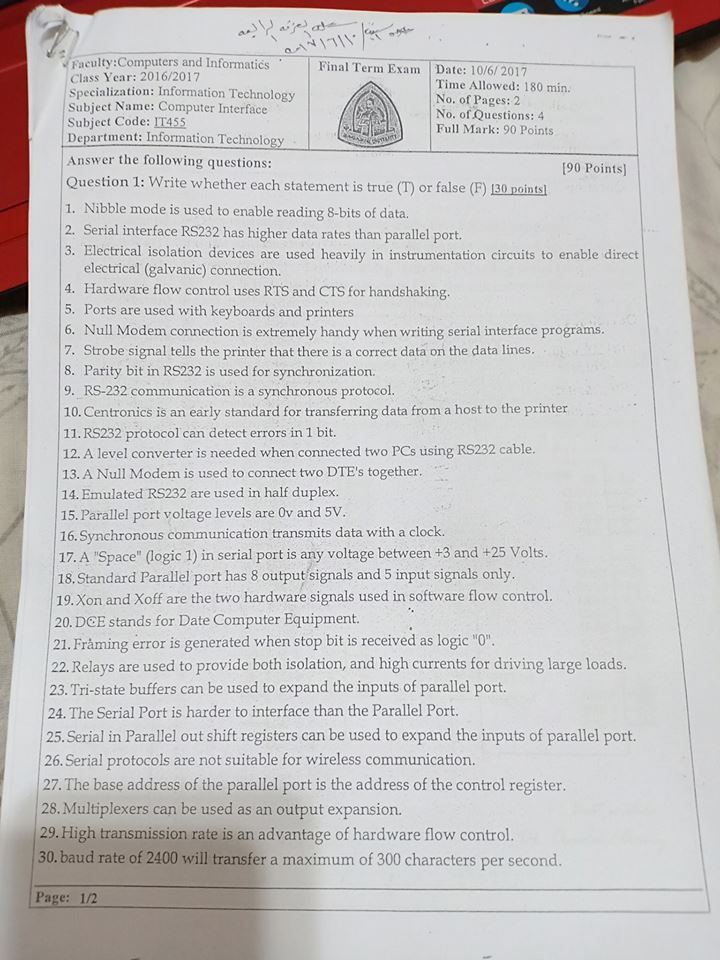 Faculty:Computers and Informatics
Class Year: 2016/2017
Specialization: Information Technology
Subject Name: Computer Interface
Subject Code: IT455
Department: Information Technology
Final Term Exam
Date: 10/6/ 2017
Time Allowed: 180 min.
No. of Pages: 2
No. of Questions: 4
Full Mark: 90 Points
Answer the following questions:
[90 Points]
Question 1: Write whether each statement is true (T) or false (F) [30 points]
1. Nibble mode is used to enable reading 8-bits of data.
2. Serial interface RS232 has higher data rates than parallel port.
3. Electrical isolation devices are used heavily in instrumentation circuits to enable direct
electrical (galvanic) connection.
4. Hardware flow control uses RTS and CTS for handshaking.
5. Ports are used with keyboards and printers
6. Null Modem connection is extremely handy when writing serial interface programs.
7. Strobe signal tells the printer that there is a correct data on the data lines.
8. Parity bit in RS232 is used for synchronization.
9. RS-232 communication is a synchronous protocol.
10. Centronics is an early standard for transferring data from a host to the printer
11. RS232 protocol can detect errors in 1 bit.
12. A level converter is needed when connected two PCs using RS232 cable.
13. A Null Modem is used to connect two DTE's together.
14. Emulated RS232 are used in half duplex.
15. Parallel port voltage levels are 0v and 5V.
16. Synchronous communication transmits data with a clock.
17. A "Space" (logic 1) in serial port is any voltage between +3 and +25 Volts.
18. Standard Parallel port has 8 output signals and 5 input signals only.
19. Xon and Xoff are the two hardware signals used in software flow control.
20. DCE stands for Date Computer Equipment.
21. Framing error is generated when stop bit is received as logic "0".
22. Relays are used to provide both isolation, and high currents for driving large loads.
23. Tri-state buffers can be used to expand the inputs of parallel port.
24. The Serial Port is harder to interface than the Parallel Port.
25. Serial in Parallel out shift registers can be used to expand the inputs of parallel port.
26. Serial protocols are not suitable for wireless communication.
27. The base address of the parallel port is the address of the control register.
28. Multiplexers can be used as an output expansion.
29. High transmission rate is an advantage of hardware flow control.
30. baud rate of 2400 will transfer a maximum of 300 characters per second.
Page: 1/2